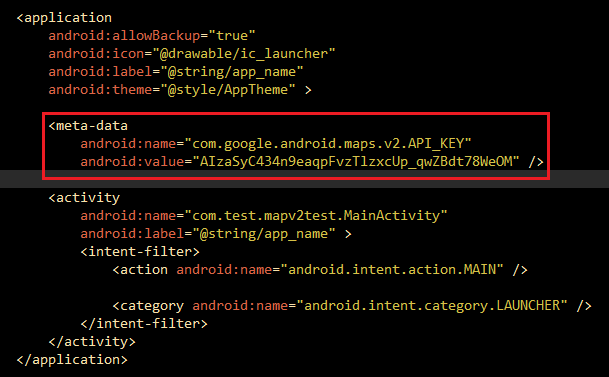 <application
android:allowBackup="true"
android:icon="@drawable/ic_launcher"
android:label="@string/app_name"
android:theme="@style/AppTheme" >
<meta-data
android:name="com.google.android.maps.v2.API_KEY"
android:value="AIzaSyC434n9eaqpFvzTlzxcUp_qwZBdt78WeOM" />
<activity
android:name="com.test.mapv2test.MainActivity"
android:label="@string/app_name" >
<intent-filter>
<action android:name="android.intent.action.MAIN" />
<category android:name="android.intent.category.LAUNCHER" />
</intent-filter>
</activity>
</application>